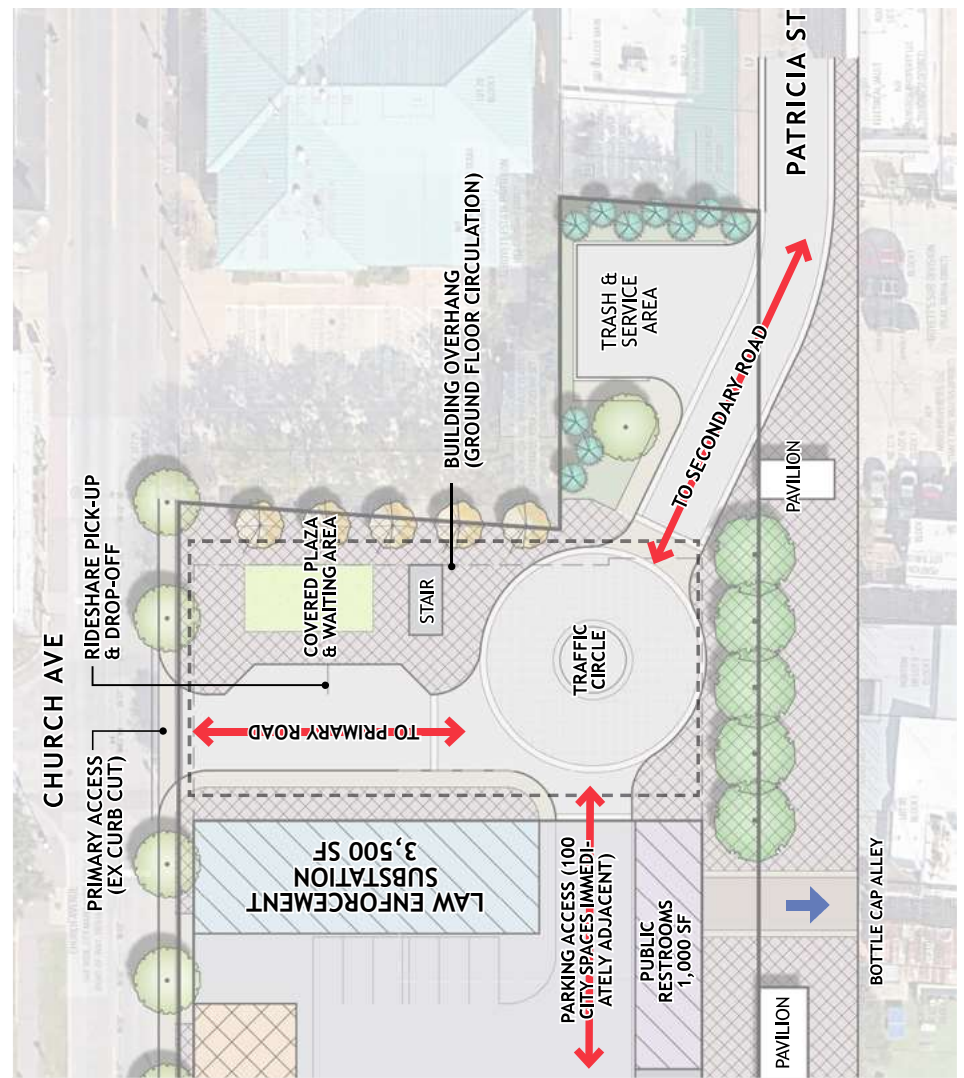 CHURCH AVE
PRIMARY ACCESS
(EX CURB CUT)
RIDESHARE PICK-UP
& DROP-OFF
COVERED PLAZA
& WAITING AREA
STAIR
BUILDING OVERHANG
(GROUND FLOOR CIRCULATION)
TO PRIMARY ROAD
TRAFFIC
CIRCLE
TRASH &
SERVICE
AREA
PATRICIA ST
TO SECONDARY ROAD
PAVILION
LAW ENFORCEMENT
SUBSTATION
3,500 SF
PARKING ACCESS (100
CITY SPACES IMMEDI-
ATELY ADJACENT)
PUBLIC
RESTROOMS
1,000 SF
BOTTLE CAP ALLEY
PAVILION